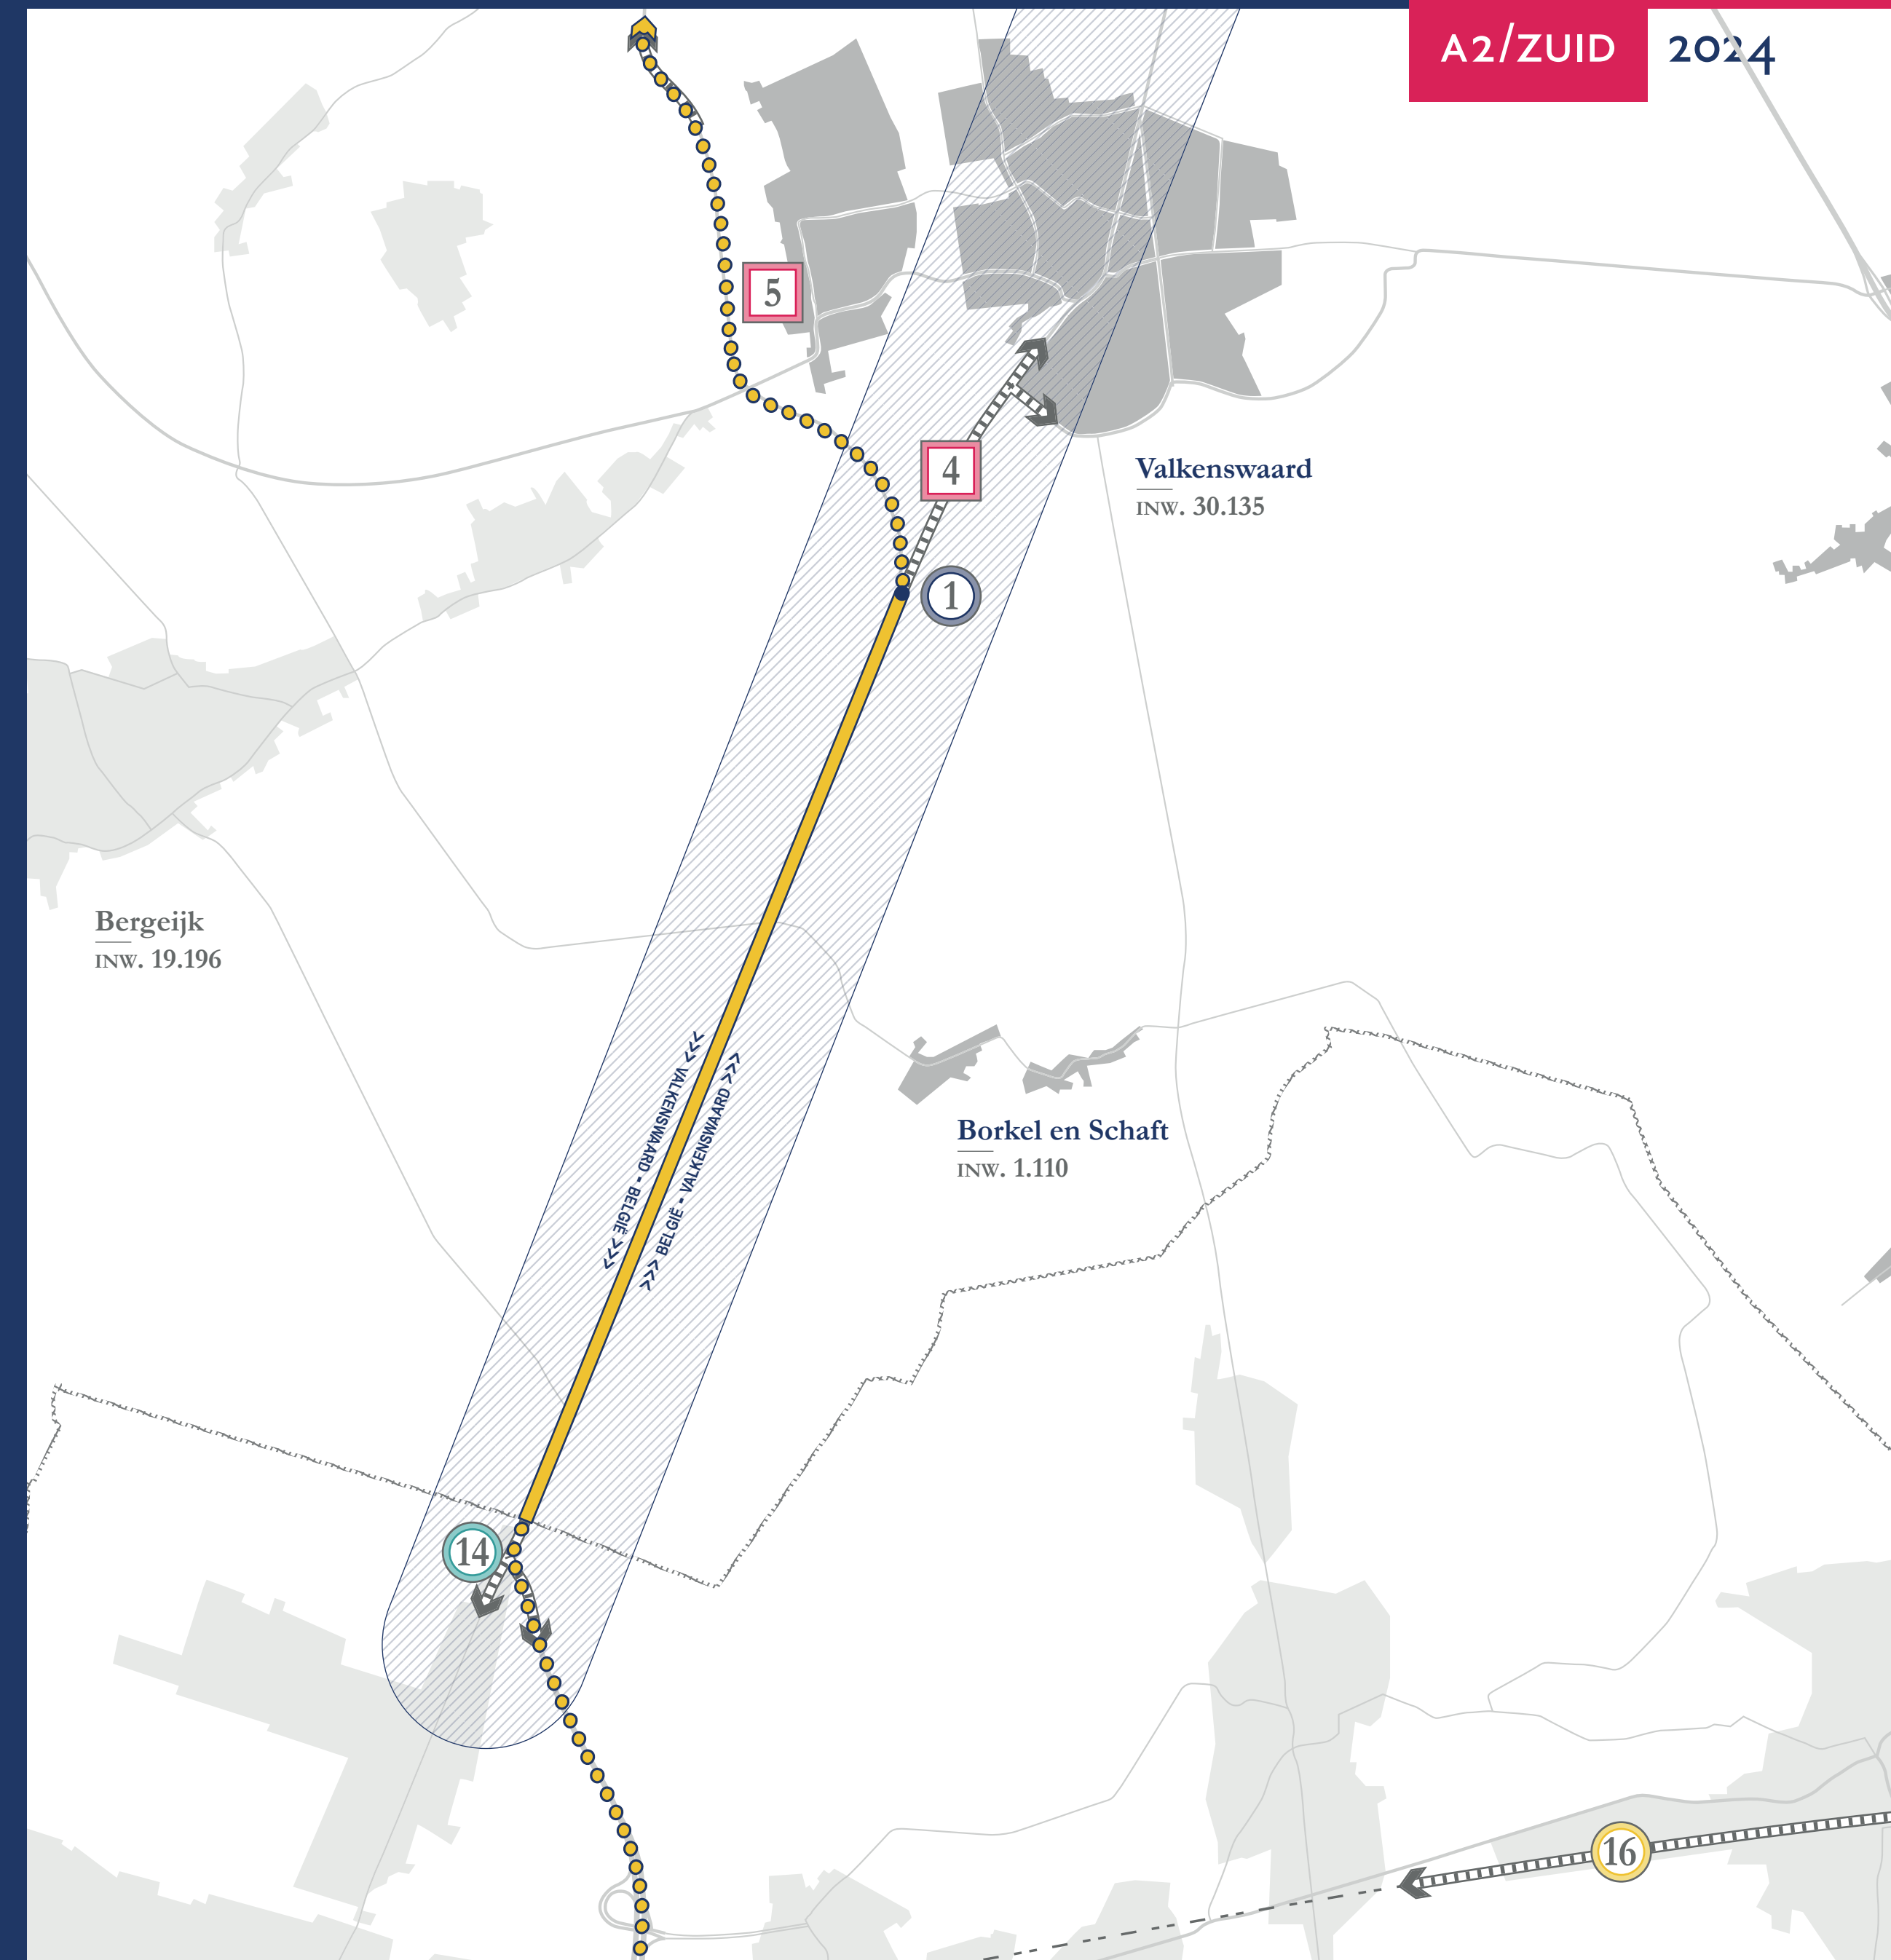 A2/ZUID
2024
5
4
Valkenswaard
INW. 30.135
1
Bergeijk
INW. 19.196
<<< VALKENSWAARD - BELGIË <<<
>>> BELGIË - VALKENSWAARD >>>
Borkel en Schaft
INW. 1.110
14
16